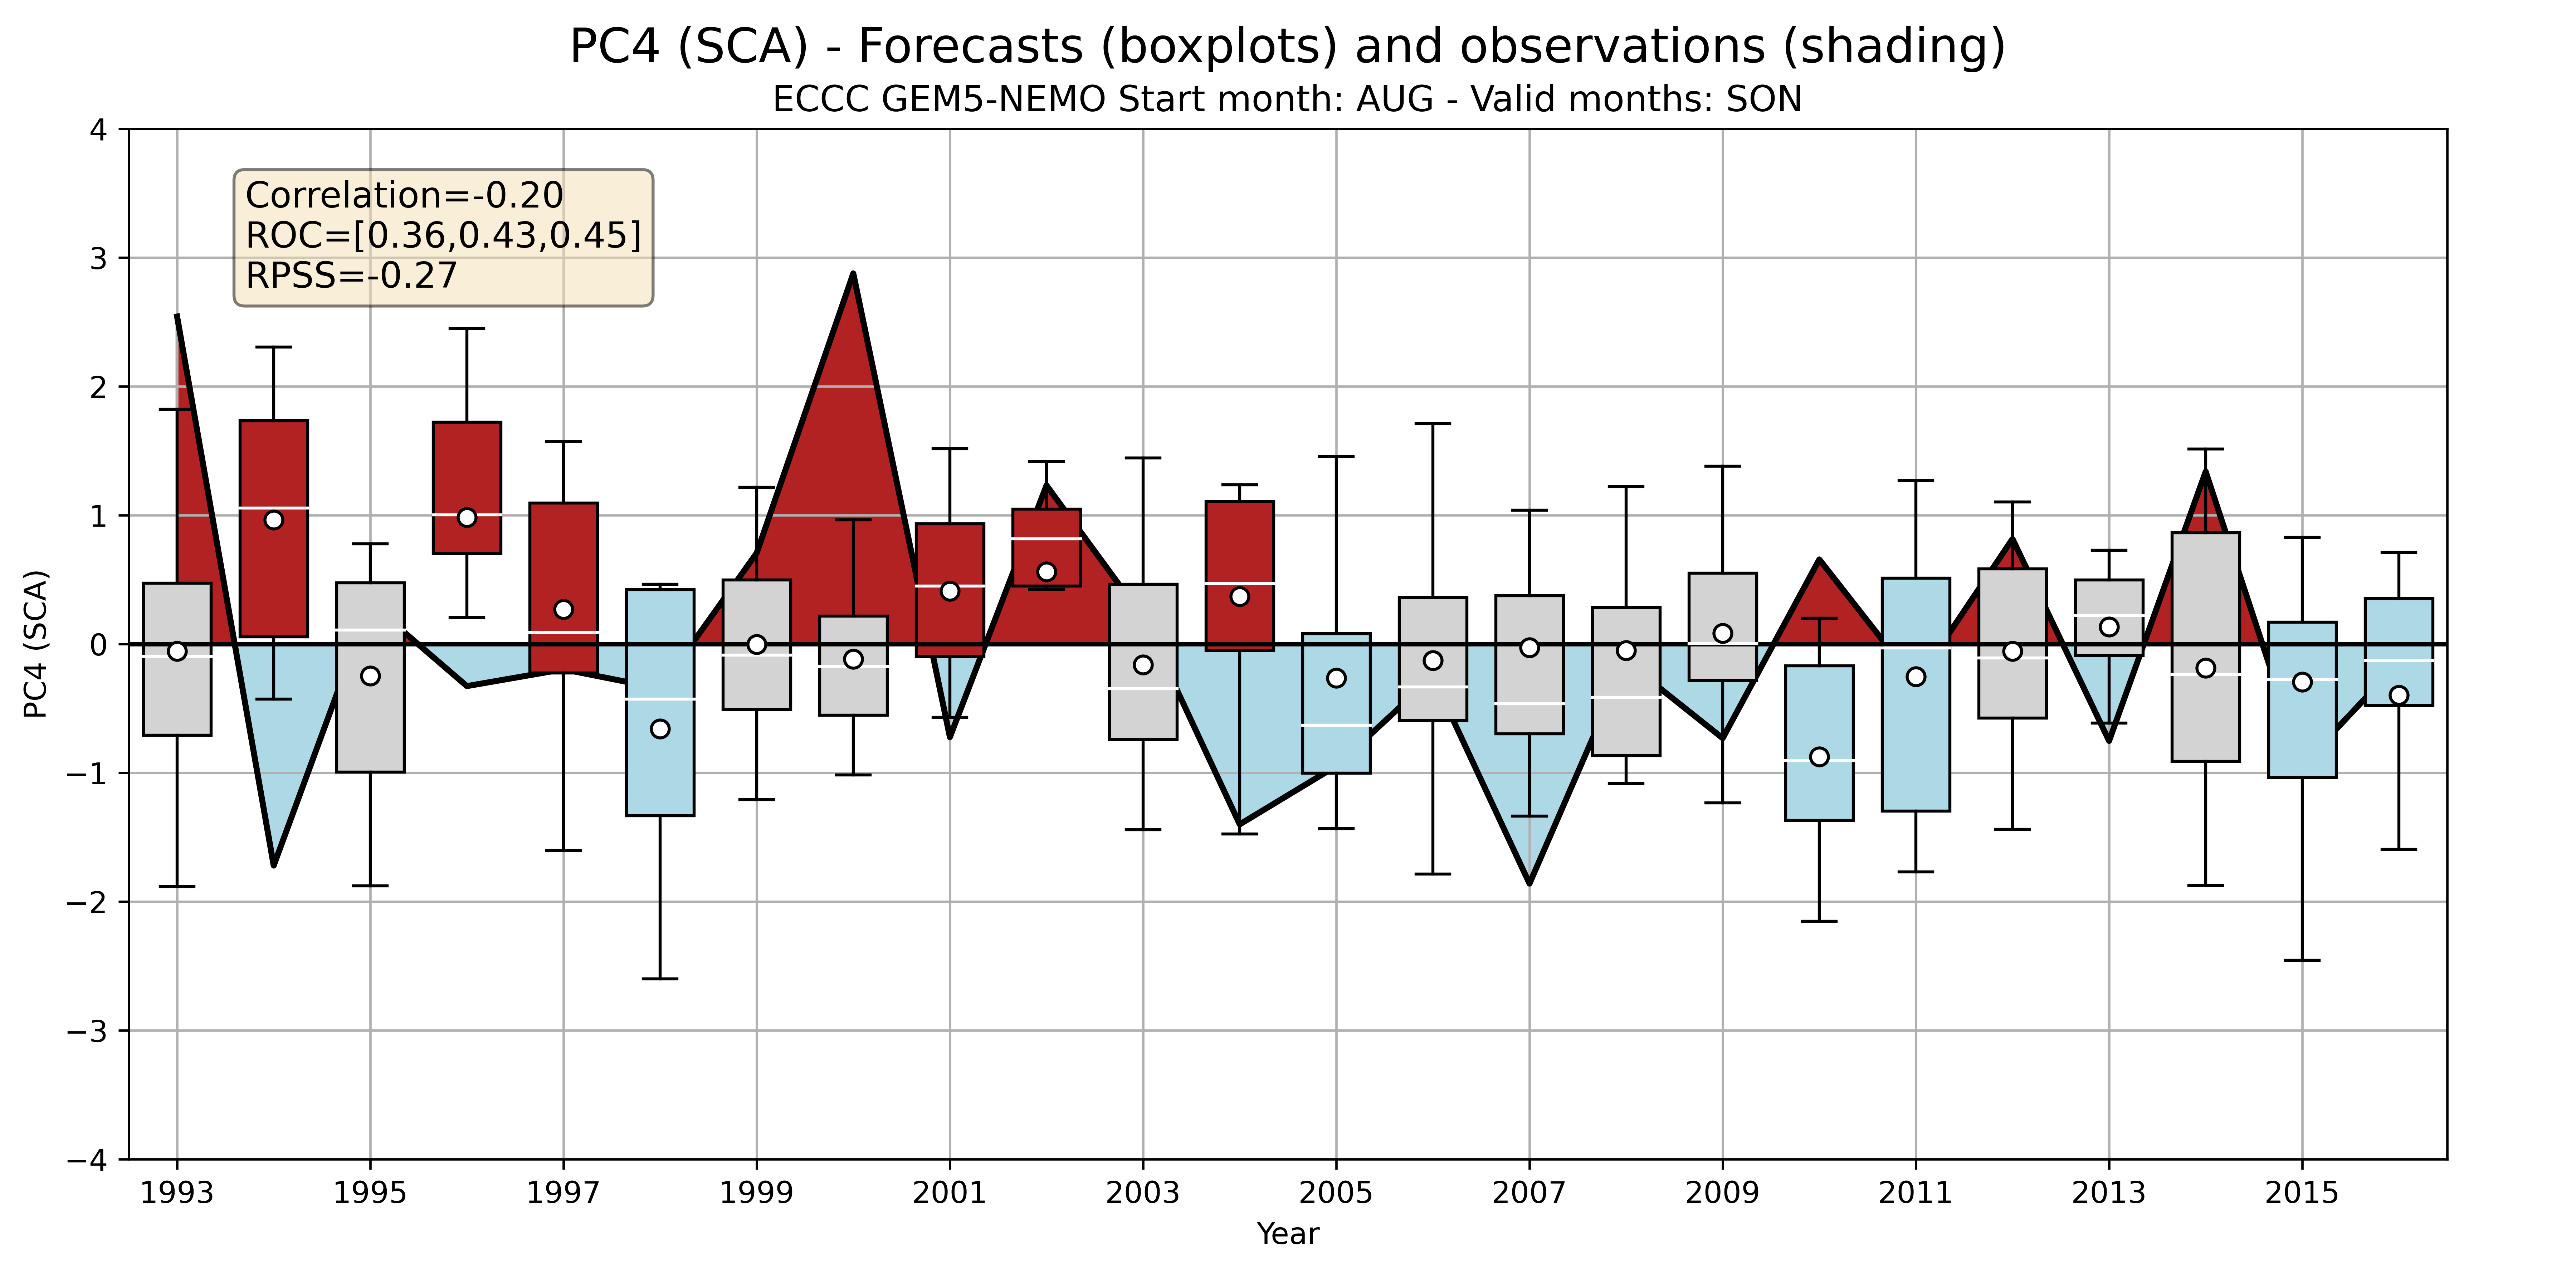 PC4 (SCA) - Forecasts (boxplots) and observations (shading)
ECCC GEM5-NEMO Start month: AUG - Valid months: SON
Correlation=-0.20
ROC=[0.36,0.43,0.45]
RPSS=-0.27
PC4 (SCA)
4
3
2
1
0
−1
−2
−3
−4
1993 1995 1997 1999 2001 2003 2005 2007 2009 2011 2013 2015
Year